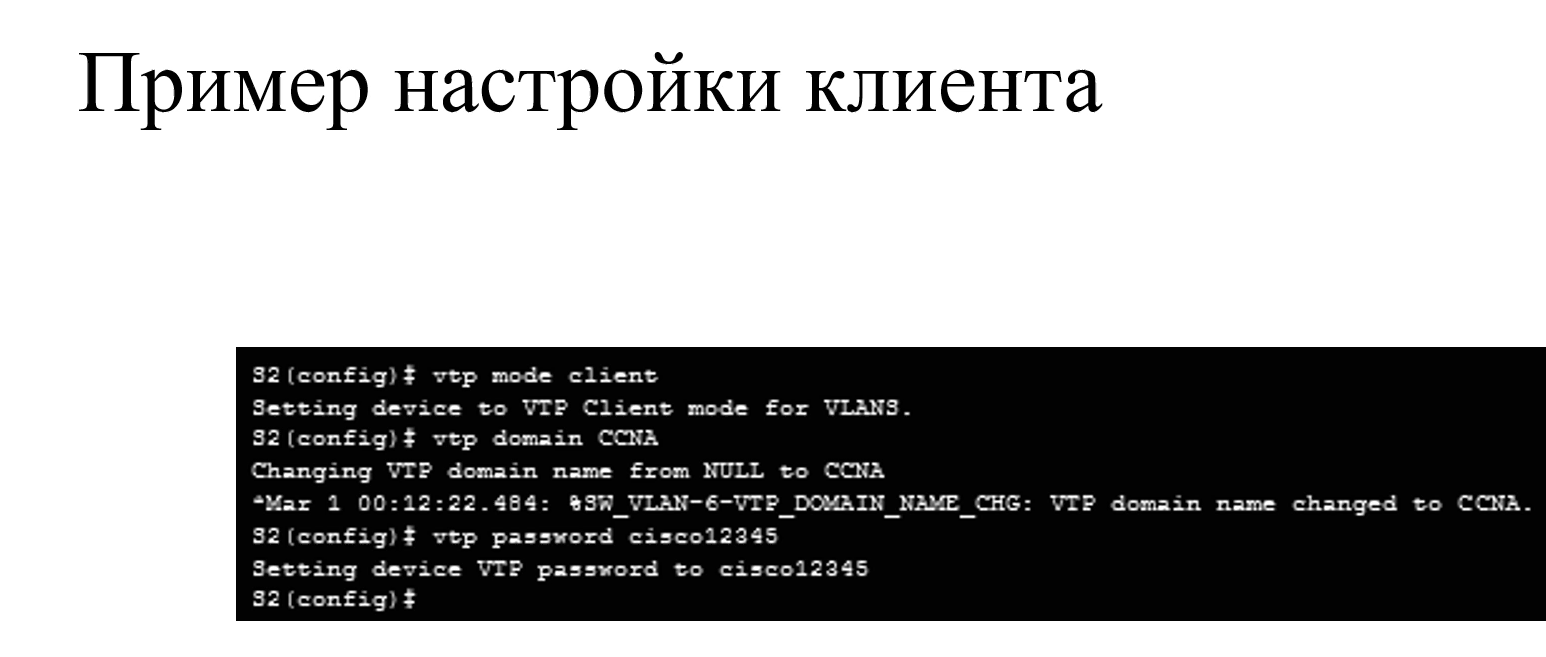 Пример настройки клиента
S2(config)# vtp mode client
Setting device to VTP Client mode for VLANS.
S2(config)# vtp domain CCNA
Changing VTP domain name from NULL to CCNA
*Mar 1 00:12:22.484: %SW_VLAN-6-VTP_DOMAIN_NAME_CHG: VTP domain name changed to CCNA.
S2(config)# vtp password cisco12345
Setting device VTP password to cisco12345
S2(config)#